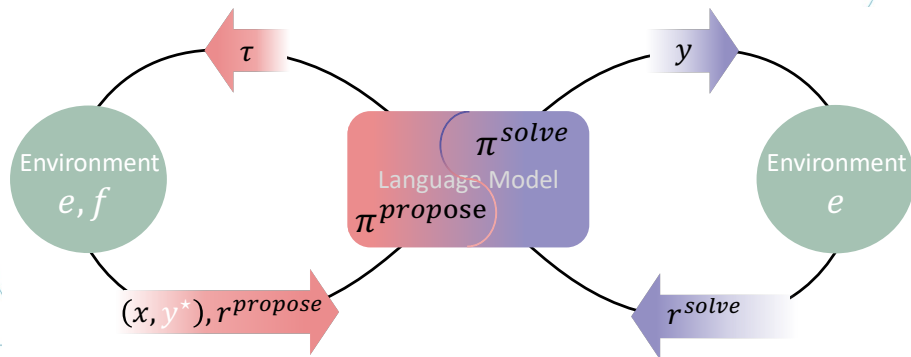 τ
y
Environment
e, f
π^solve
Language Model
π^propose
Environment
e
(x, y*), r^propose
r^solve